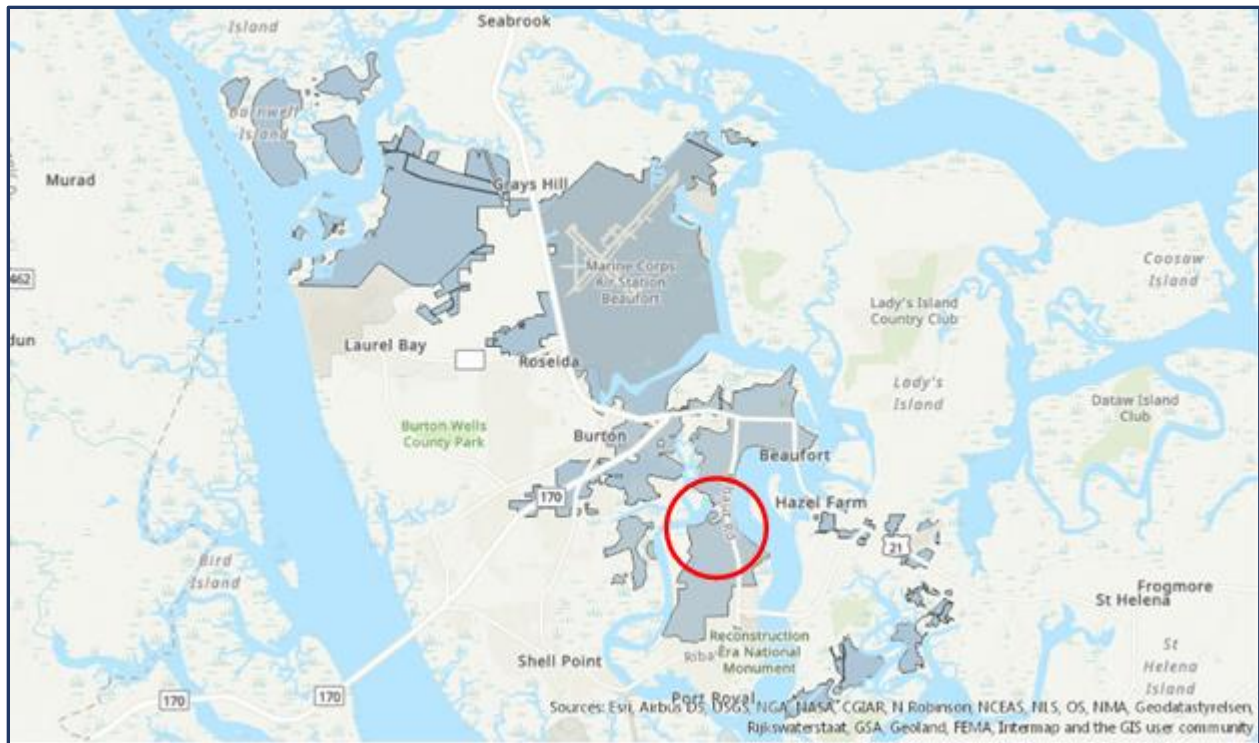 Island
Seabrook
Barnwell
Island
Murad
Grays Hill
Marine Corps
Air Station
Beaufort
Coosaw
Island
462
Lady's Island
Country Club
Laurel Bay
Roseida
Lady's
Island
Dataw Island
Club
Burton Wells
County Park
Burton
Beaufort
170
Hazel Farm
21
Bird
Island
Frogmore
St Helena
Reconstruction
Era National
Monument
Shell Point
St
Helena
Island
170
170
Port Royal
Sources: Esri, Airbus DS, USGS, NGA, NASA, CGIAR, N Robinson, NCEAS, NLS, OS, NMA, Geodatastyrelsen,
Rijkswaterstaat, GSA, Geoland, FEMA, Intermap and the GIS user community